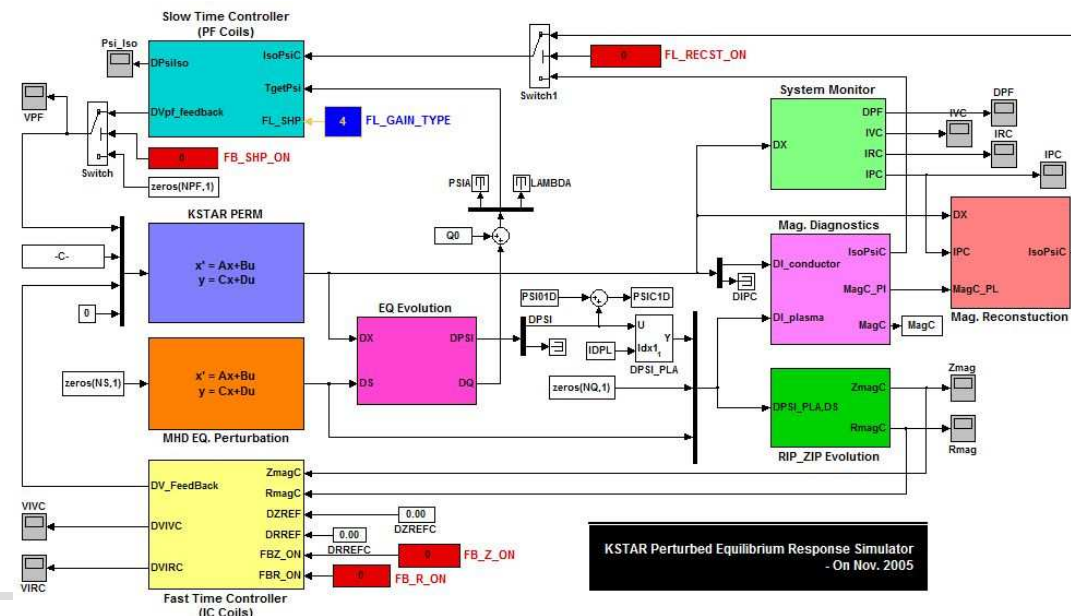 Slow Time Controller
(PF Coils)
Psi_Iso
DPsiIso
IsoPsiC
TgetPsi
DVpf_feedback
FL_SHP
4
FL_GAIN_TYPE
VPF
Switch
0
FB_SHP_ON
zeros(NPF,1)
Switch1
0
FL_RECST_ON
System Monitor
DX
DPF
IVC
IRC
IPC
DPF
IVC
IRC
IPC
KSTAR PERM
x' = Ax+Bu
y = Cx+Du
-C-
0
PSIA
LAMBDA
Q0
Mag. Diagnostics
DI_conductor
DI_plasma
IsoPsiC
MagC_Pl
MagC
MagC
DIPC
DX
IPC
MagC_PL
IsoPsiC
Mag. Reconstuction
EQ Evolution
DX
DS
DPSI
DQ
PSI01D
PSIC1D
DPSI
IDPL
U
Idx1
1
Y
DPSI_PLA
zeros(NQ,1)
zeros(NS,1)
x' = Ax+Bu
y = Cx+Du
MHD EQ. Perturbation
DPSI_PLA,DS
ZmagC
RmagC
RIP_ZIP Evolution
Zmag
Rmag
DV_FeedBack
DVIVC
DVIRC
ZmagC
RmagC
DZREF
DRREF
FBZ_ON
FBR_ON
VIVC
VIRC
0.00
DZREFC
0.00
DRREFC
0
FB_Z_ON
0
FB_R_ON
Fast Time Controller
(IC Coils)
KSTAR Perturbed Equilibrium Response Simulator
- On Nov. 2005